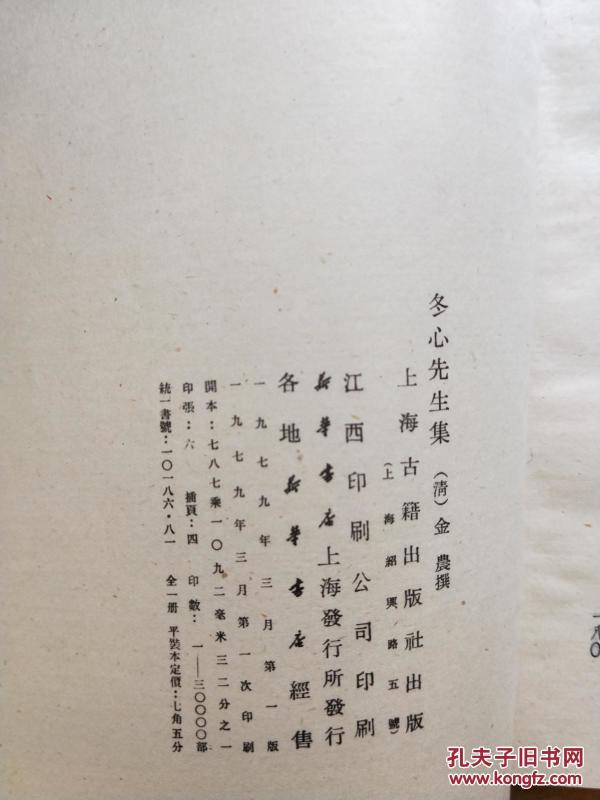 冬心先生集 （清）金 農撰
上海古籍出版社出版
（上海紹興路五號）
江西印刷公司印刷
新華書店上海發行所發行
各地新華書店經售
一九七九年三月第一版
一九七九年三月第一次印刷
開本：七八七乘一〇九二毫米三二分之一
印張：六 插頁：四 印數：一—三〇〇〇〇部
統一書號：一〇一八六·八一 全一册 平裝本定價：七角五分
一八〇
孔夫子旧书网
www.kongfz.com